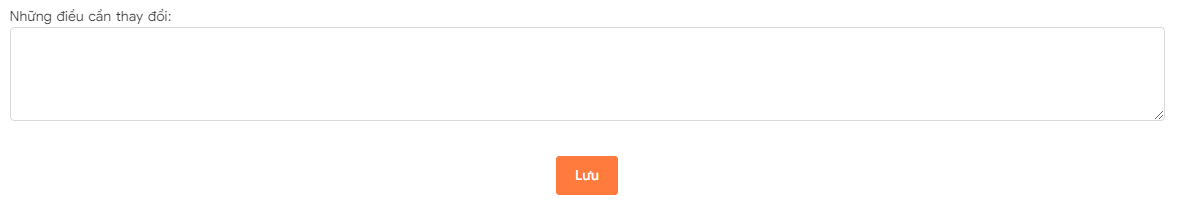 Những điều cần thay đổi:
Lưu